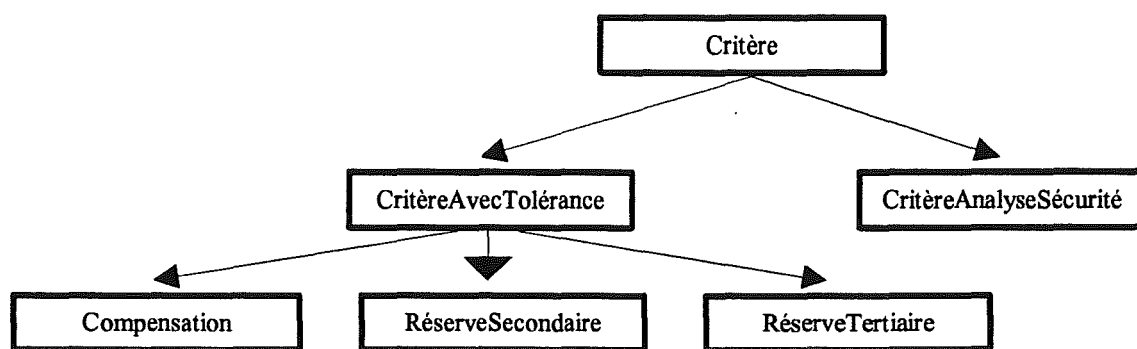 Critère
CritèreAvecTolérance
CritèreAnalyseSécurité
Compensation
RéserveSecondaire
RéserveTertiaire